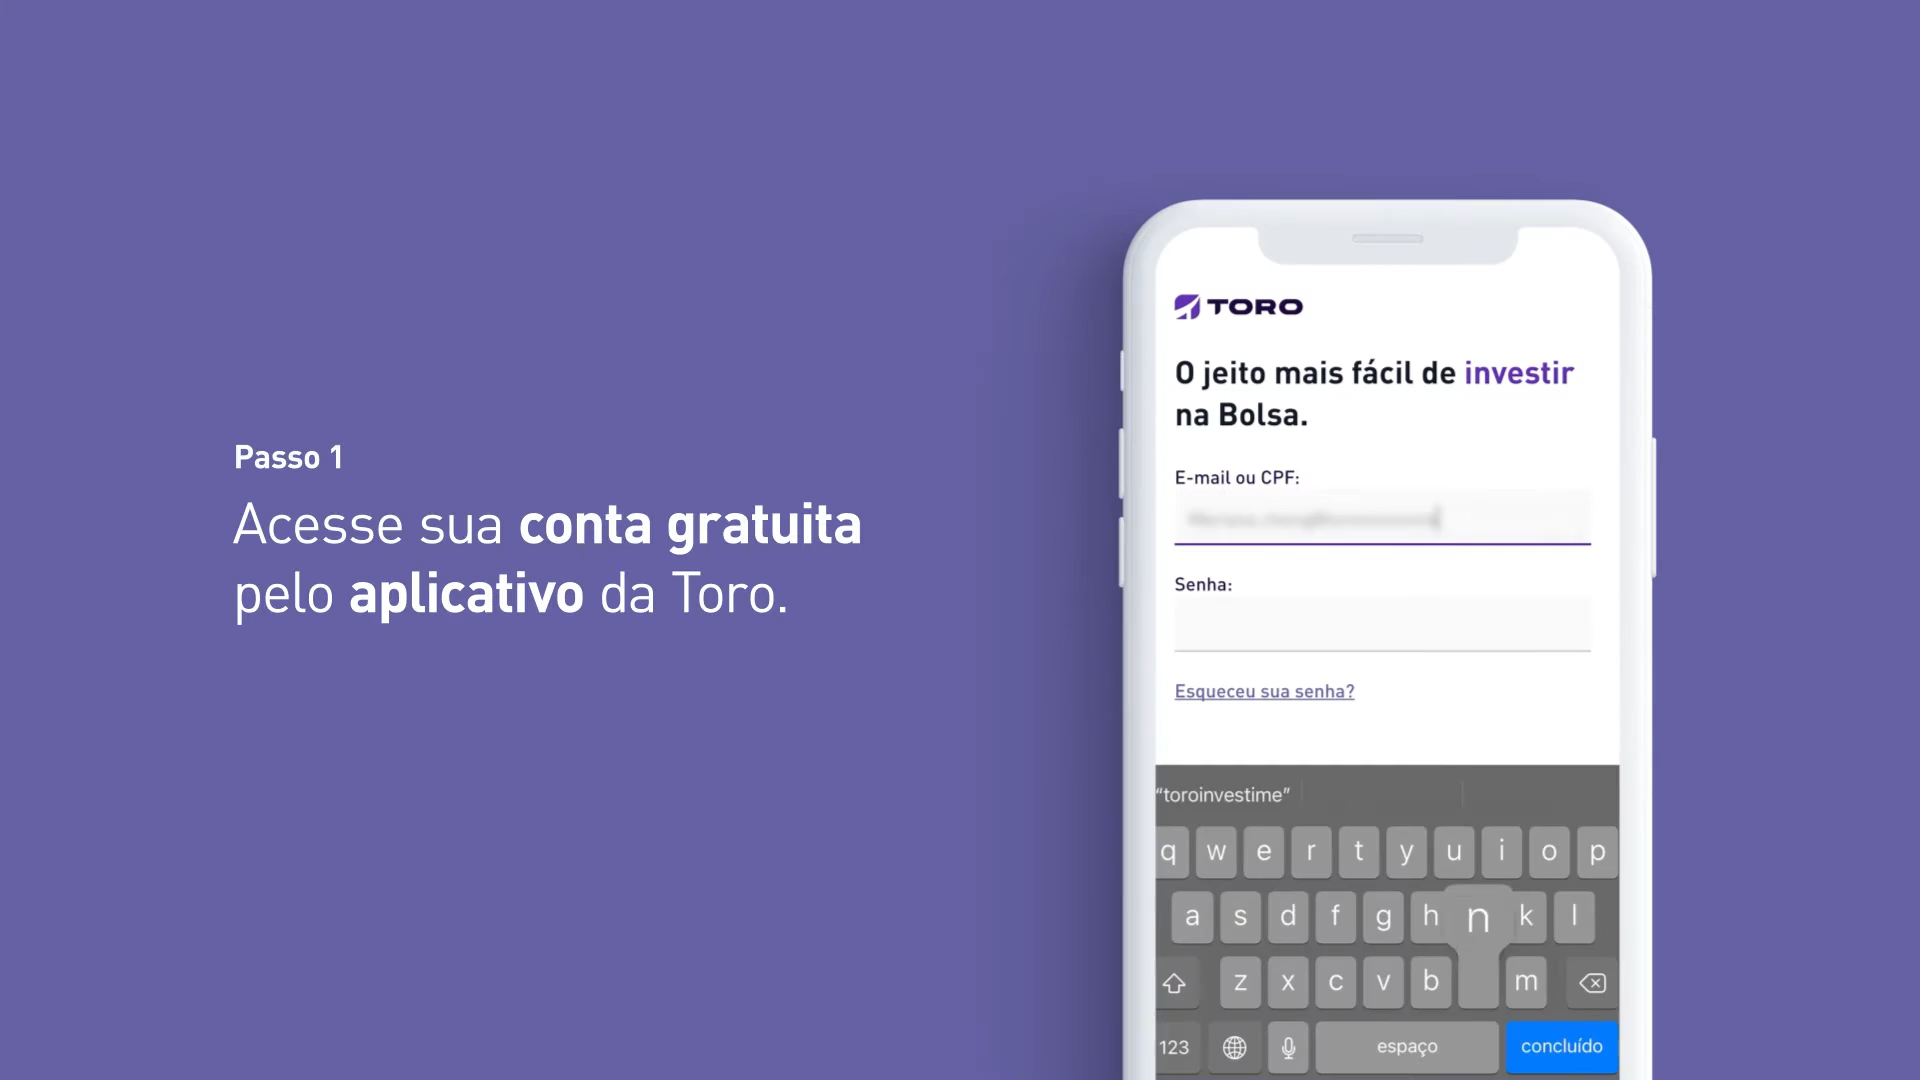 Passo 1
Acesse sua conta gratuita
pelo aplicativo da Toro.
TORO
O jeito mais fácil de investir
na Bolsa.
E-mail ou CPF:
Senha:
Esqueceu sua senha?
“toroinvestime”
q w e r t y u i o p
a s d f g h n k l
z x c v b m
123 espaço concluído